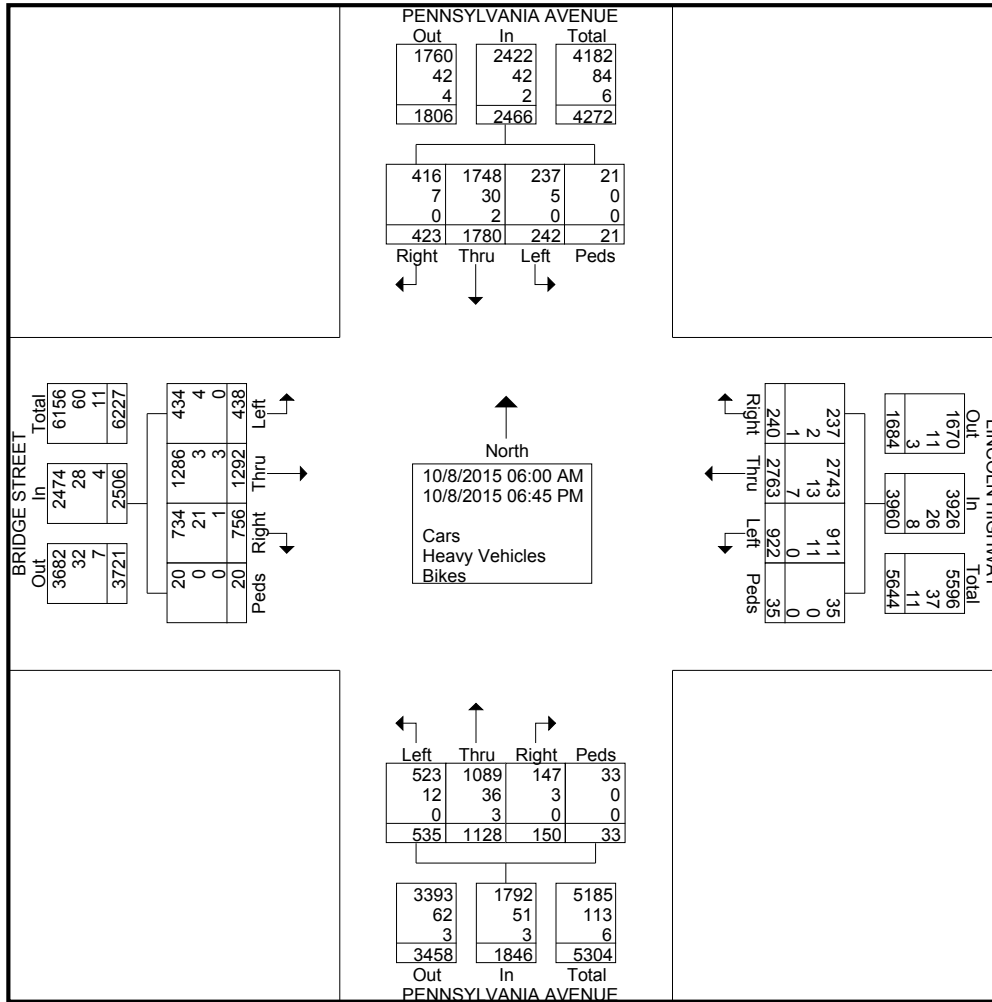 PENNSYLVANIA AVENUE
Out In Total
1760 2422 4182
42 42 84
4 2 6
1806 2466 4272
416 1748 237 21
7 30 5 0
0 2 0 0
423 1780 242 21
Right Thru Left Peds
BRIDGE STREET
Total In Out
6156 2474 3682
60 28 32
11 4 7
6227 2506 3721
434 1286 734 20
4 3 21 0
0 3 1 0
438 1292 756 20
Left Thru Right Peds
North
10/8/2015 06:00 AM
10/8/2015 06:45 PM
Cars
Heavy Vehicles
Bikes
Right Thru Left Peds
240 2763 922 35
1 7 0 0
2 13 11 0
237 2743 911 35
1684 3960 5644
3 8 11
11 26 37
1670 3926 5596
Out In Total
LINCOLN HIGHWAY
Left Thru Right Peds
523 1089 147 33
12 36 3 0
0 3 0 0
535 1128 150 33
3393 1792 5185
62 51 113
3 3 6
3458 1846 5304
Out In Total
PENNSYLVANIA AVENUE